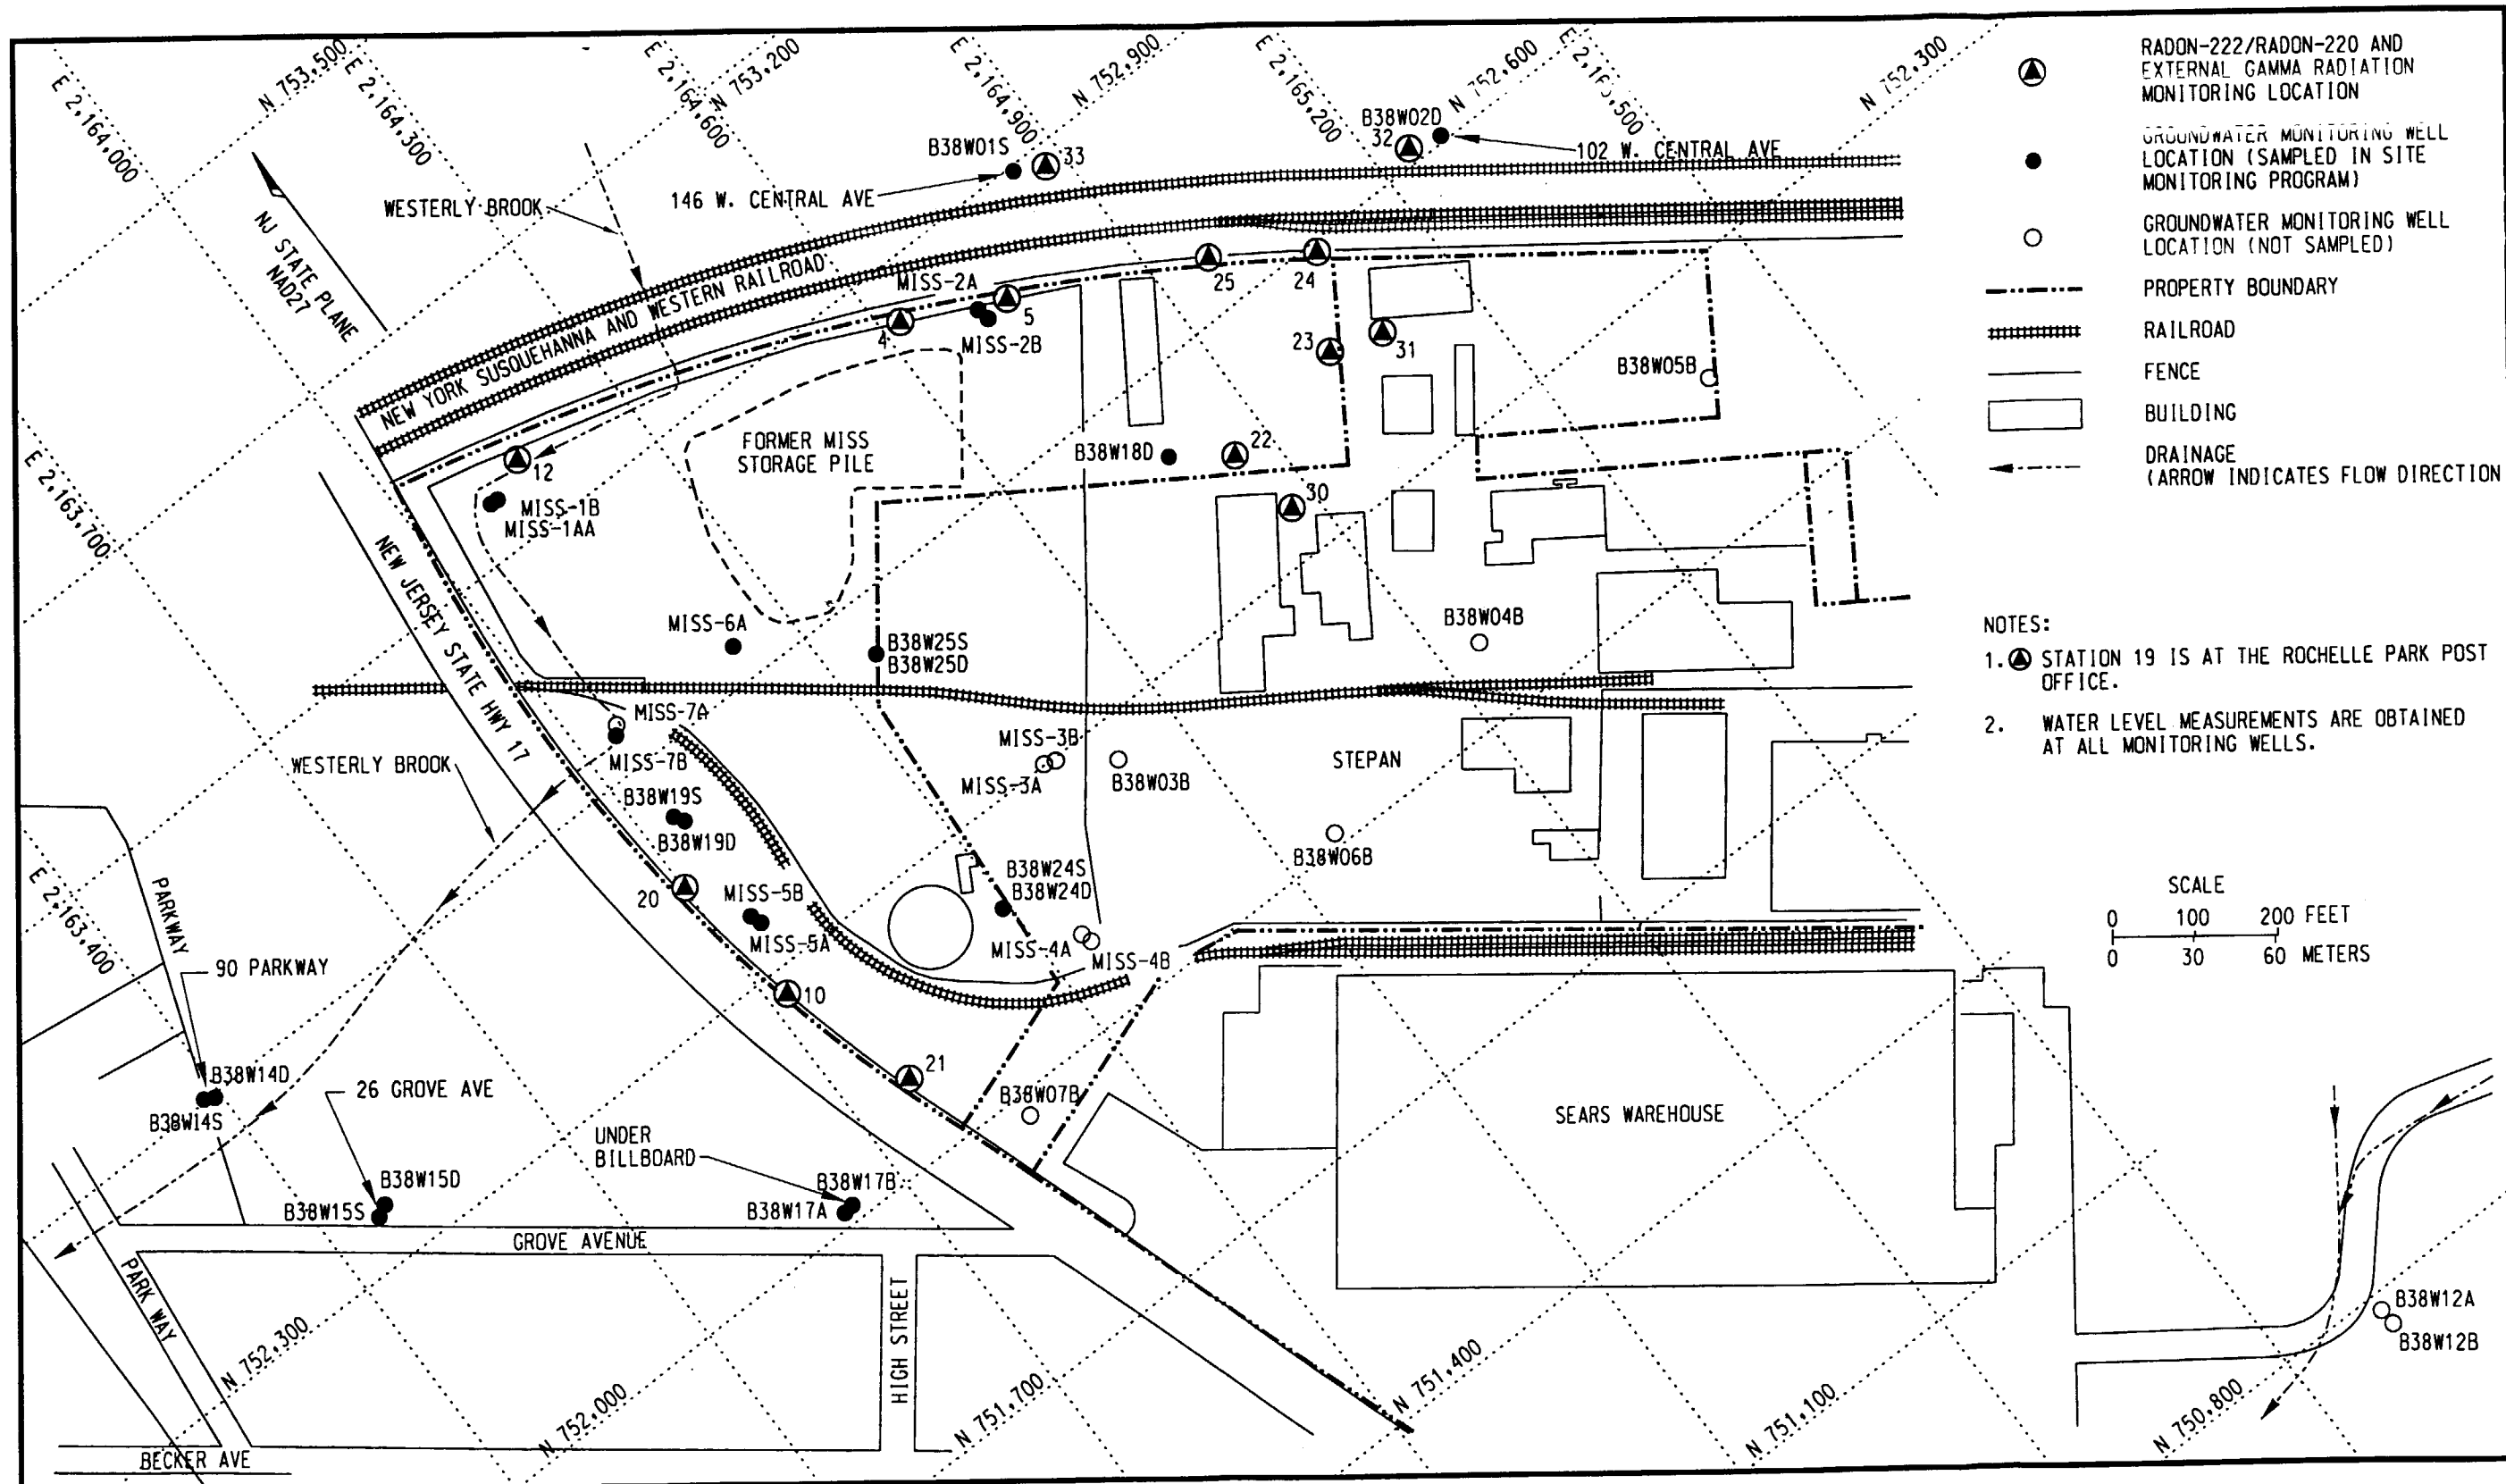 E 2,164,000
N 753,500
E 2,164,300
E 2,164,600
N 753,200
E 2,164,900
N 752,900
E 2,165,200
N 752,600
N 752,300
E 2,163,700
E 2,163,400
N 752,300
N 752,000
N 751,700
N 751,400
N 751,100
N 750,800
NJ STATE PLANE
NAD27
WESTERLY BROOK
146 W. CENTRAL AVE
B38W01S
33
B38W02D
32
102 W. CENTRAL AVE
NEW YORK SUSQUEHANNA AND WESTERN RAILROAD
MISS-2A
5
4
MISS-2B
25
24
23
31
B38W05B
12
MISS-1B
MISS-1AA
FORMER MISS
STORAGE PILE
B38W18D
22
30
NEW JERSEY STATE HWY 17
MISS-6A
B38W25S
B38W25D
B38W04B
MISS-7A
MISS-7B
WESTERLY BROOK
MISS-3B
MISS-3A
B38W03B
STEPAN
B38W19S
B38W19D
B38W06B
20
MISS-5B
MISS-5A
B38W24S
B38W24D
MISS-4A
MISS-4B
10
21
PARKWAY
90 PARKWAY
B38W14D
B38W14S
26 GROVE AVE
B38W15D
B38W15S
UNDER
BILLBOARD
B38W17B
B38W17A
B38W07B
SEARS WAREHOUSE
GROVE AVENUE
PARK WAY
HIGH STREET
BECKER AVE
B38W12A
B38W12B
RADON-222/RADON-220 AND
EXTERNAL GAMMA RADIATION
MONITORING LOCATION
GROUNDWATER MONITORING WELL
LOCATION (SAMPLED IN SITE
MONITORING PROGRAM)
GROUNDWATER MONITORING WELL
LOCATION (NOT SAMPLED)
PROPERTY BOUNDARY
RAILROAD
FENCE
BUILDING
DRAINAGE
(ARROW INDICATES FLOW DIRECTION
NOTES:
1. STATION 19 IS AT THE ROCHELLE PARK POST
OFFICE.
2. WATER LEVEL MEASUREMENTS ARE OBTAINED
AT ALL MONITORING WELLS.
SCALE
0 100 200 FEET
0 30 60 METERS